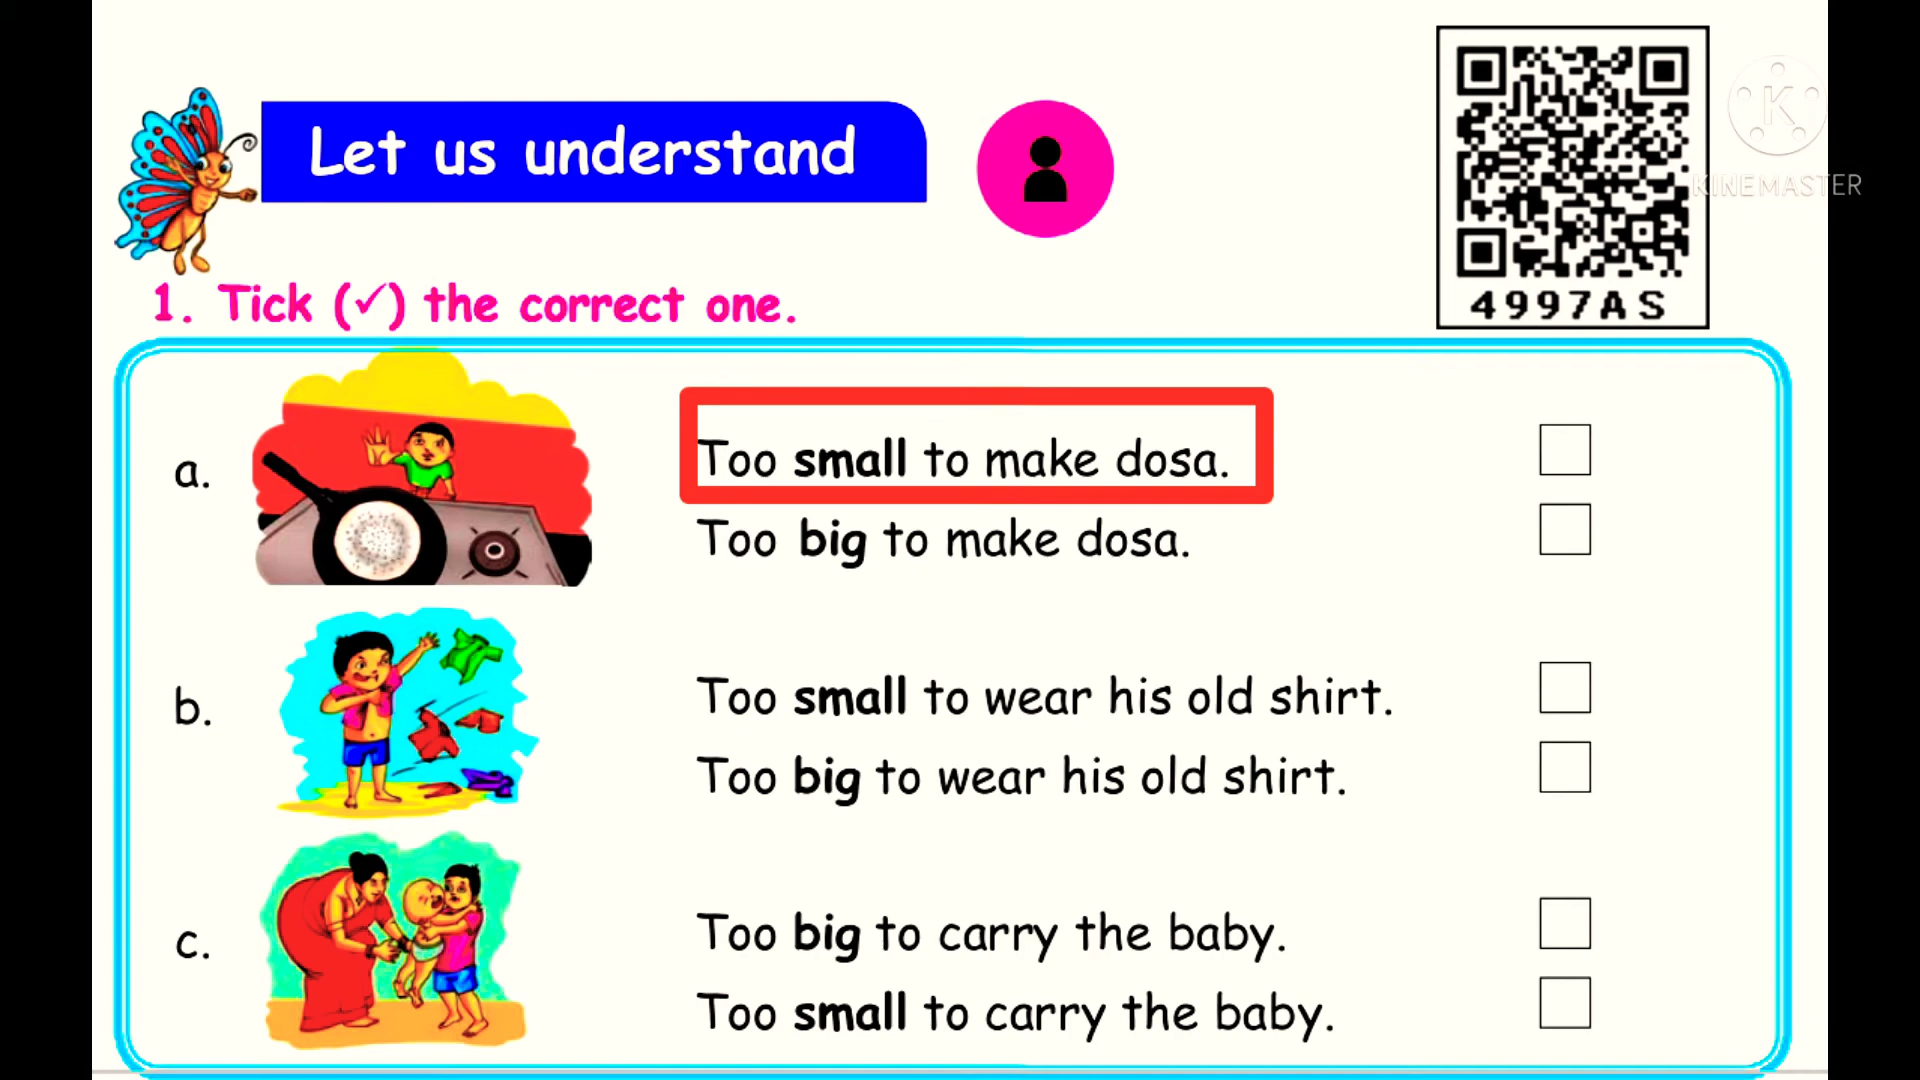 Let us understand
K
KINEMASTER
4997AS
1. Tick (✓) the correct one.
a.
Too small to make dosa.
Too big to make dosa.
b.
Too small to wear his old shirt.
Too big to wear his old shirt.
c.
Too big to carry the baby.
Too small to carry the baby.